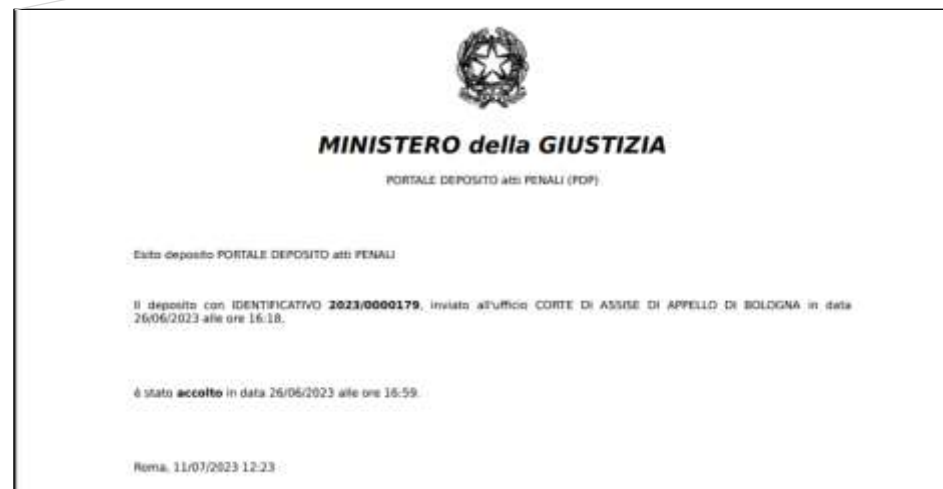 MINISTERO della GIUSTIZIA
PORTALE DEPOSITO atti PENALI (PDP)
Esito deposito PORTALE DEPOSITO atti PENALI
Il deposito con IDENTIFICATIVO 2023/0000179, inviato all'ufficio CORTE DI ASSISE DI APPELLO DI BOLOGNA in data
26/06/2023 alle ore 16:18.
è stato accolto in data 26/06/2023 alle ore 16:59.
Roma, 11/07/2023 12:23